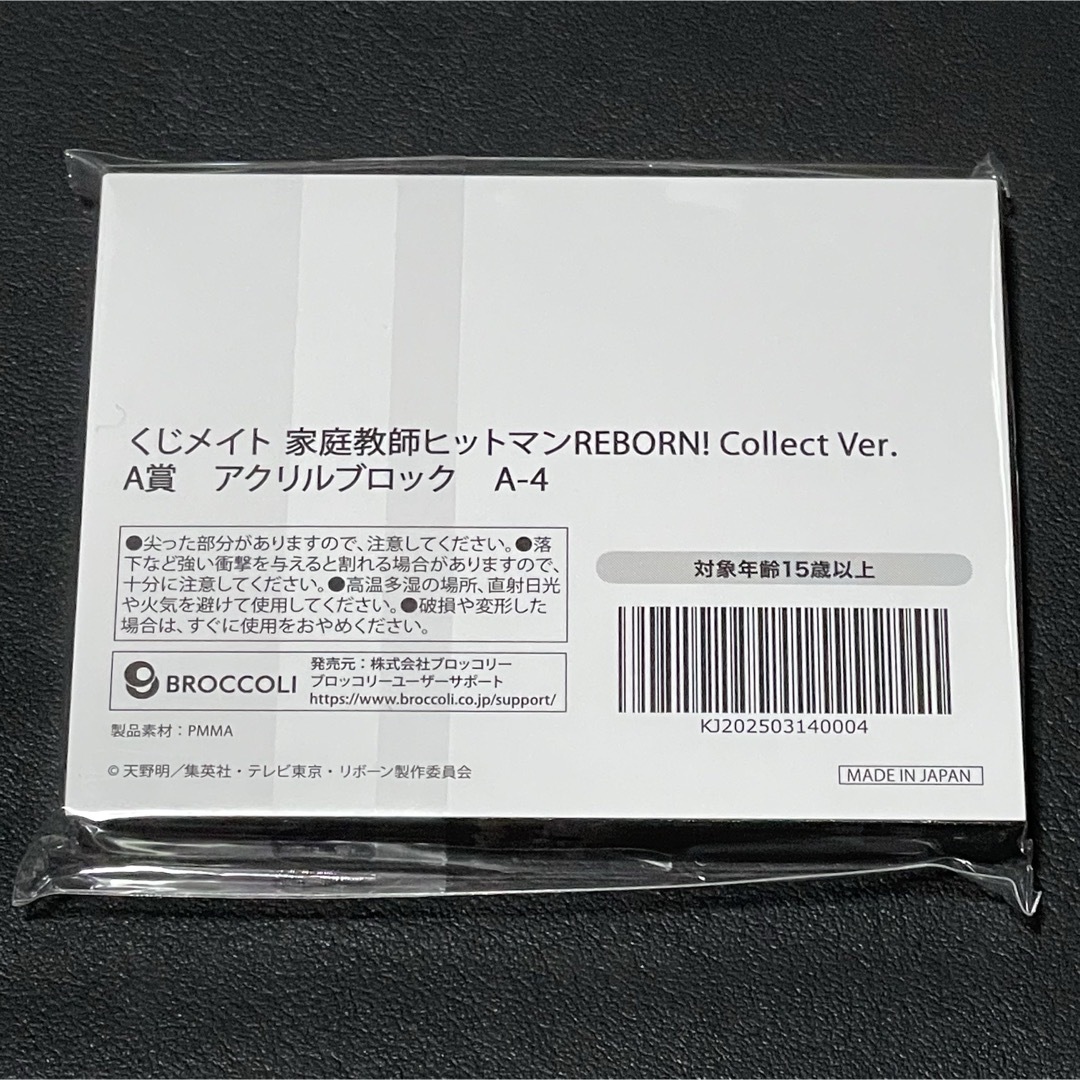 くじメイト 家庭教師ヒットマンREBORN! Collect Ver.
A賞 アクリルブロック A-4
●尖った部分がありますので、注意してください。●落
下など強い衝撃を与えると割れる場合がありますので、
十分に注意してください。●高温多湿の場所、直射日光
や火気を避けて使用してください。●破損や変形した
場合は、すぐに使用をおやめください。
対象年齢15歳以上
BROCCOLI
発売元：株式会社ブロッコリー
ブロッコリーユーザーサポート
https://www.broccoli.co.jp/support/
KJ202503140004
製品素材：PMMA
© 天野明／集英社・テレビ東京・リボーン製作委員会
MADE IN JAPAN